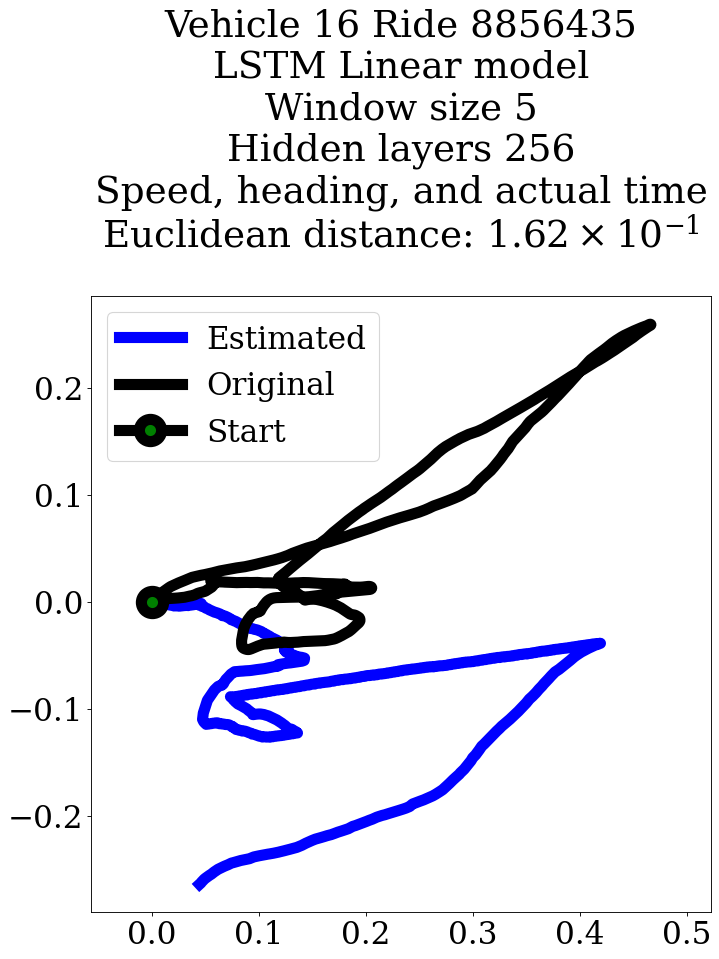 Vehicle 16 Ride 8856435
LSTM Linear model
Window size 5
Hidden layers 256
Speed, heading, and actual time
Euclidean distance: 1.62 × 10⁻¹
Estimated
Original
Start
0.2
0.1
0.0
−0.1
−0.2
0.0 0.1 0.2 0.3 0.4 0.5